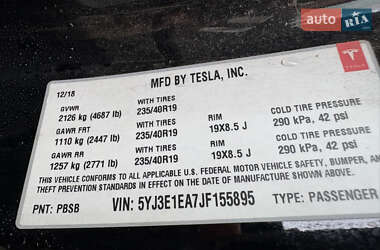 auto RIA
TESLA
MFD BY TESLA, INC.
12/18
GVWR WITH TIRES
2126 kg (4687 lb) 235/40R19
GAWR FRT WITH TIRES RIM COLD TIRE PRESSURE
1110 kg (2447 lb) 235/40R19 19X8.5 J 290 kPa, 42 psi
GAWR RR WITH TIRES RIM COLD TIRE PRESSURE
1257 kg (2771 lb) 235/40R19 19X8.5 J 290 kPa, 42 psi
THIS VEHICLE CONFORMS TO ALL APPLICABLE U.S. FEDERAL MOTOR VEHICLE SAFETY, BUMPER, AN
THEFT PREVENTION STANDARDS IN EFFECT ON THE DATE OF MANUFACTURE SHOWN ABOVE.
PNT: PBSB VIN: 5YJ3E1EA7JF155895 TYPE: PASSENGER